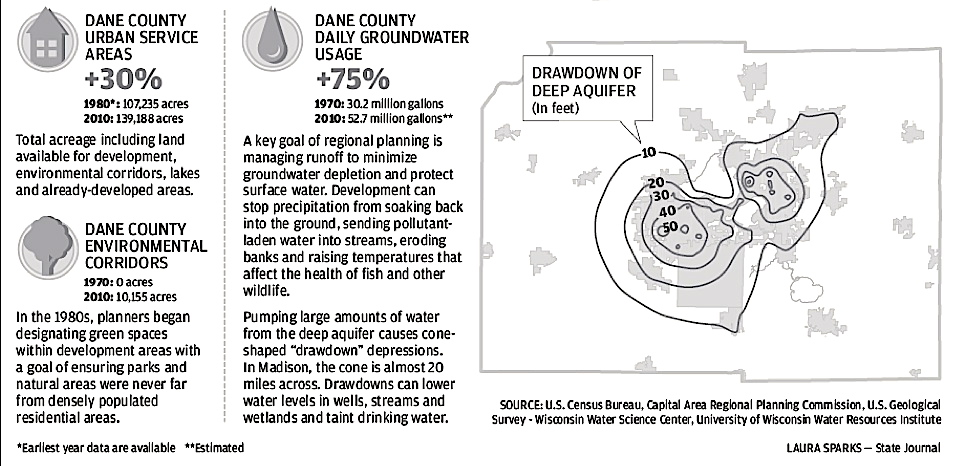 DANE COUNTY
URBAN SERVICE
AREAS
+30%
1980*: 107,235 acres
2010: 139,188 acres
Total acreage including land
available for development,
environmental corridors, lakes
and already-developed areas.
DANE COUNTY
ENVIRONMENTAL
CORRIDORS
1970: 0 acres
2010: 10,155 acres
In the 1980s, planners began
designating green spaces
within development areas with
a goal of ensuring parks and
natural areas were never far
from densely populated
residential areas.
DANE COUNTY
DAILY GROUNDWATER
USAGE
+75%
1970: 30.2 million gallons
2010: 52.7 million gallons**
A key goal of regional planning is
managing runoff to minimize
groundwater depletion and protect
surface water. Development can
stop precipitation from soaking back
into the ground, sending pollutant-
laden water into streams, eroding
banks and raising temperatures that
affect the health of fish and other
wildlife.
Pumping large amounts of water
from the deep aquifer causes cone-
shaped “drawdown” depressions.
In Madison, the cone is almost 20
miles across. Drawdowns can lower
water levels in wells, streams and
wetlands and taint drinking water.
DRAWDOWN OF
DEEP AQUIFER
(In feet)
10
20
30
40
50
SOURCE: U.S. Census Bureau, Capital Area Regional Planning Commission, U.S. Geological
Survey - Wisconsin Water Science Center, University of Wisconsin Water Resources Institute
*Earliest year data are available **Estimated
LAURA SPARKS — State Journal